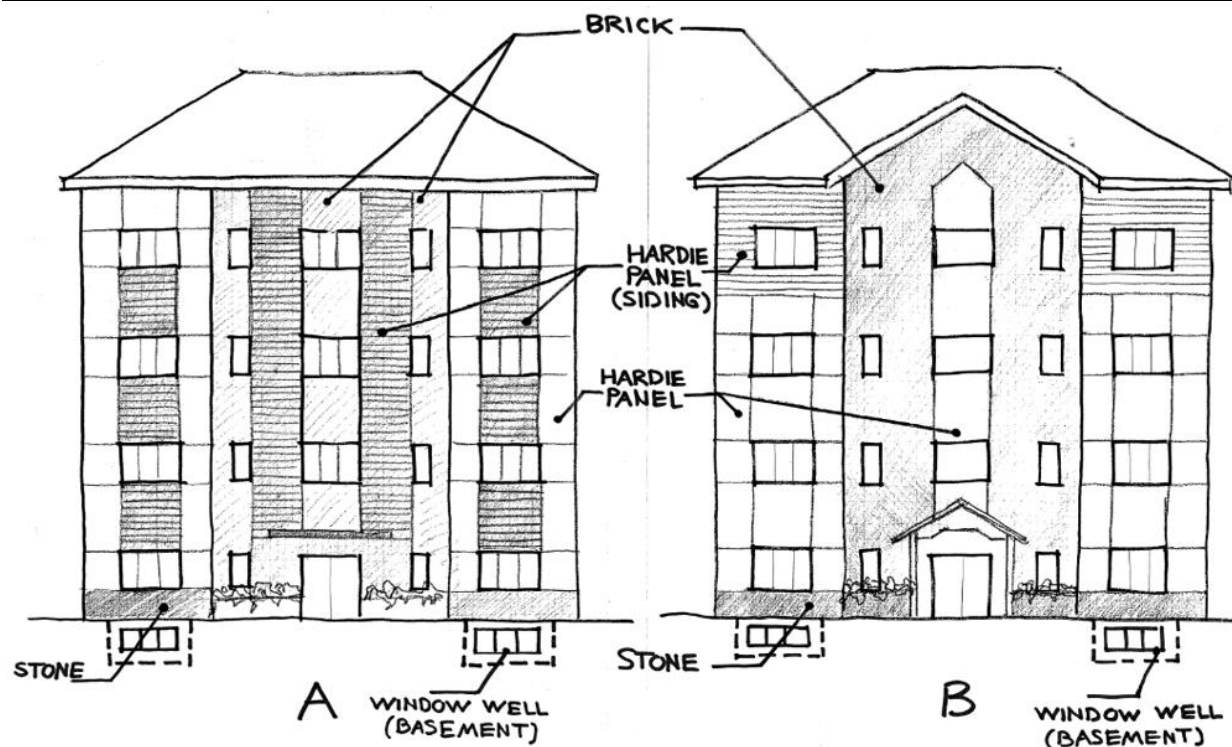 BRICK
HARDIE
PANEL
(SIDING)
HARDIE
PANEL
STONE
WINDOW WELL
(BASEMENT)
A
STONE
WINDOW WELL
(BASEMENT)
B